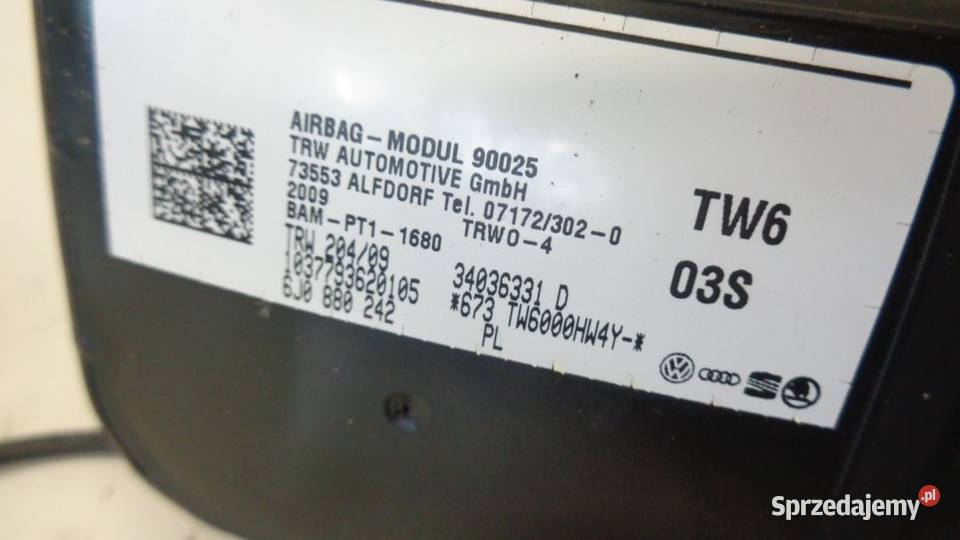 AIRBAG-MODUL 90025
TRW AUTOMOTIVE GmbH
73553 ALFDORF Tel. 07172/302-0
2009 TRWO-4
BAM-PT1-1680
TRW 204/09 34036331 D
1037793620105 *673 TW6000HW4Y-*
6J0 880 242 PL
TW6
03S
Sprzedajemy.pl